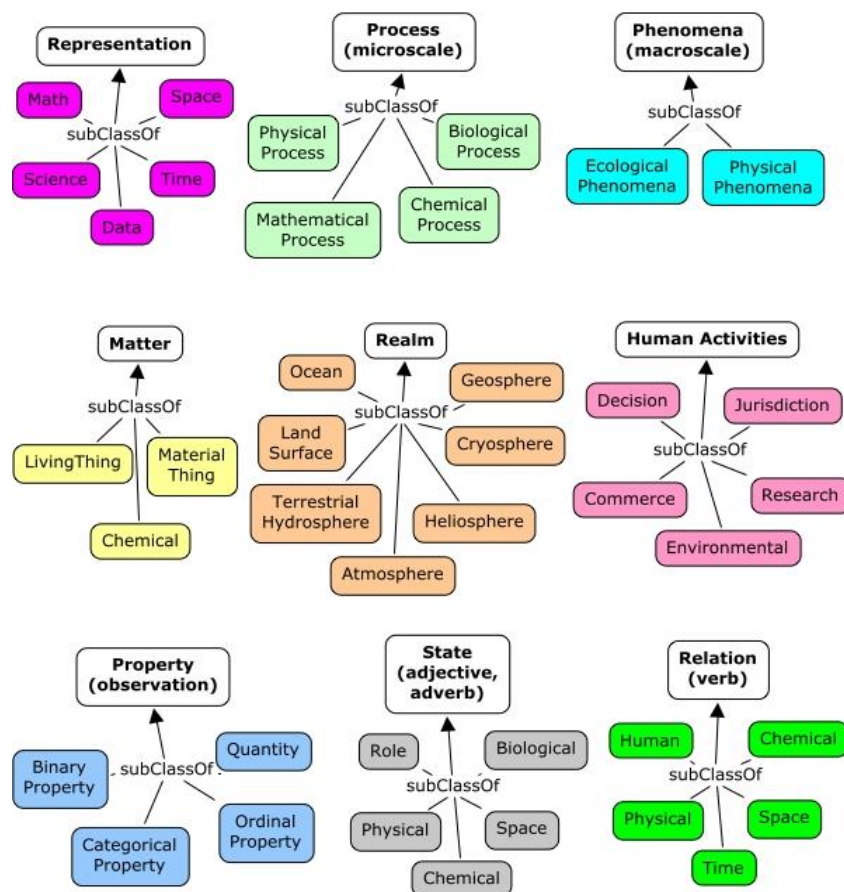 Representation
Math
Space
subClassOf
Science
Time
Data
Process
(microscale)
subClassOf
Physical
Process
Biological
Process
Mathematical
Process
Chemical
Process
Phenomena
(macroscale)
subClassOf
Ecological
Phenomena
Physical
Phenomena
Matter
subClassOf
LivingThing
Material
Thing
Chemical
Realm
Ocean
Geosphere
subClassOf
Land
Surface
Cryosphere
Terrestrial
Hydrosphere
Heliosphere
Atmosphere
Human Activities
Decision
Jurisdiction
subClassOf
Commerce
Research
Environmental
Property
(observation)
Quantity
subClassOf
Binary
Property
Ordinal
Property
Categorical
Property
State
(adjective,
adverb)
Role
Biological
subClassOf
Physical
Space
Chemical
Relation
(verb)
Human
Chemical
subClassOf
Physical
Space
Time